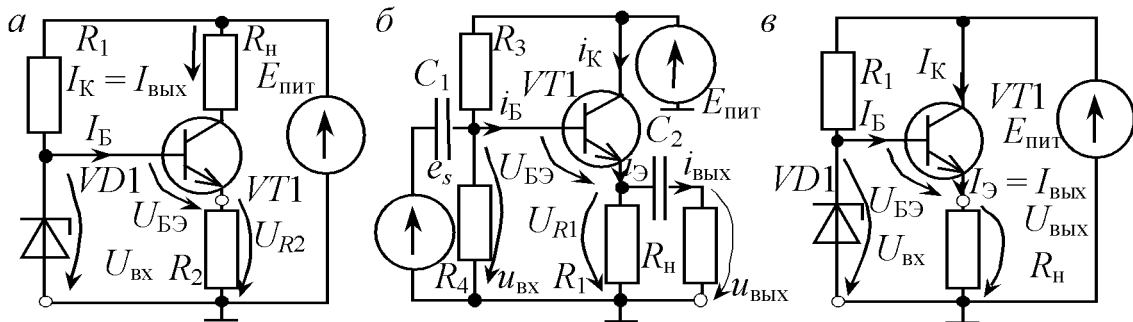 а
R1
Rн
IК = Iвых
Eпит
IБ
VD1
VT1
UБЭ
UR2
Uвх
R2
б
R3
iК
C1
VT1
Eпит
iБ
C2
es
UБЭ
iЭ
iвых
UR1
R4
uвх
R1
Rн
uвых
в
R1
IК
VT1
IБ
Eпит
VD1
UБЭ
IЭ = Iвых
Uвых
Uвх
Rн